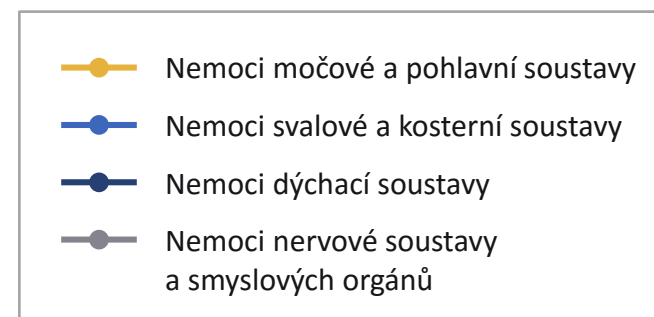 Nemoci močové a pohlavní soustavy
Nemoci svalové a kosterní soustavy
Nemoci dýchací soustavy
Nemoci nervové soustavy
a smyslových orgánů